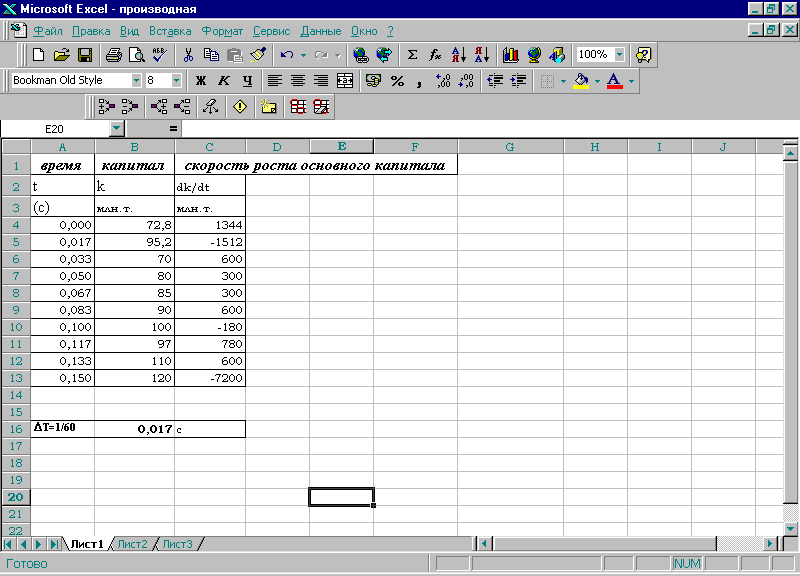 Microsoft Excel - производная
Файл Правка Вид Вставка Формат Сервис Данные Окно ?
100%
Bookman Old Style 8 Ж К Ч
E20 =
A B C D E F G H I J
1 время капитал скорость роста основного капитала
2 t k dk/dt
3 (c) млн.т. млн.т.
4 0,000 72,8 1344
5 0,017 95,2 -1512
6 0,033 70 600
7 0,050 80 300
8 0,067 85 300
9 0,083 90 600
10 0,100 100 -180
11 0,117 97 780
12 0,133 110 600
13 0,150 120 -7200
14
15
16 ΔT=1/60 0,017 c
17
18
19
20
21
22
Лист1 Лист2 Лист3
Готово NUM